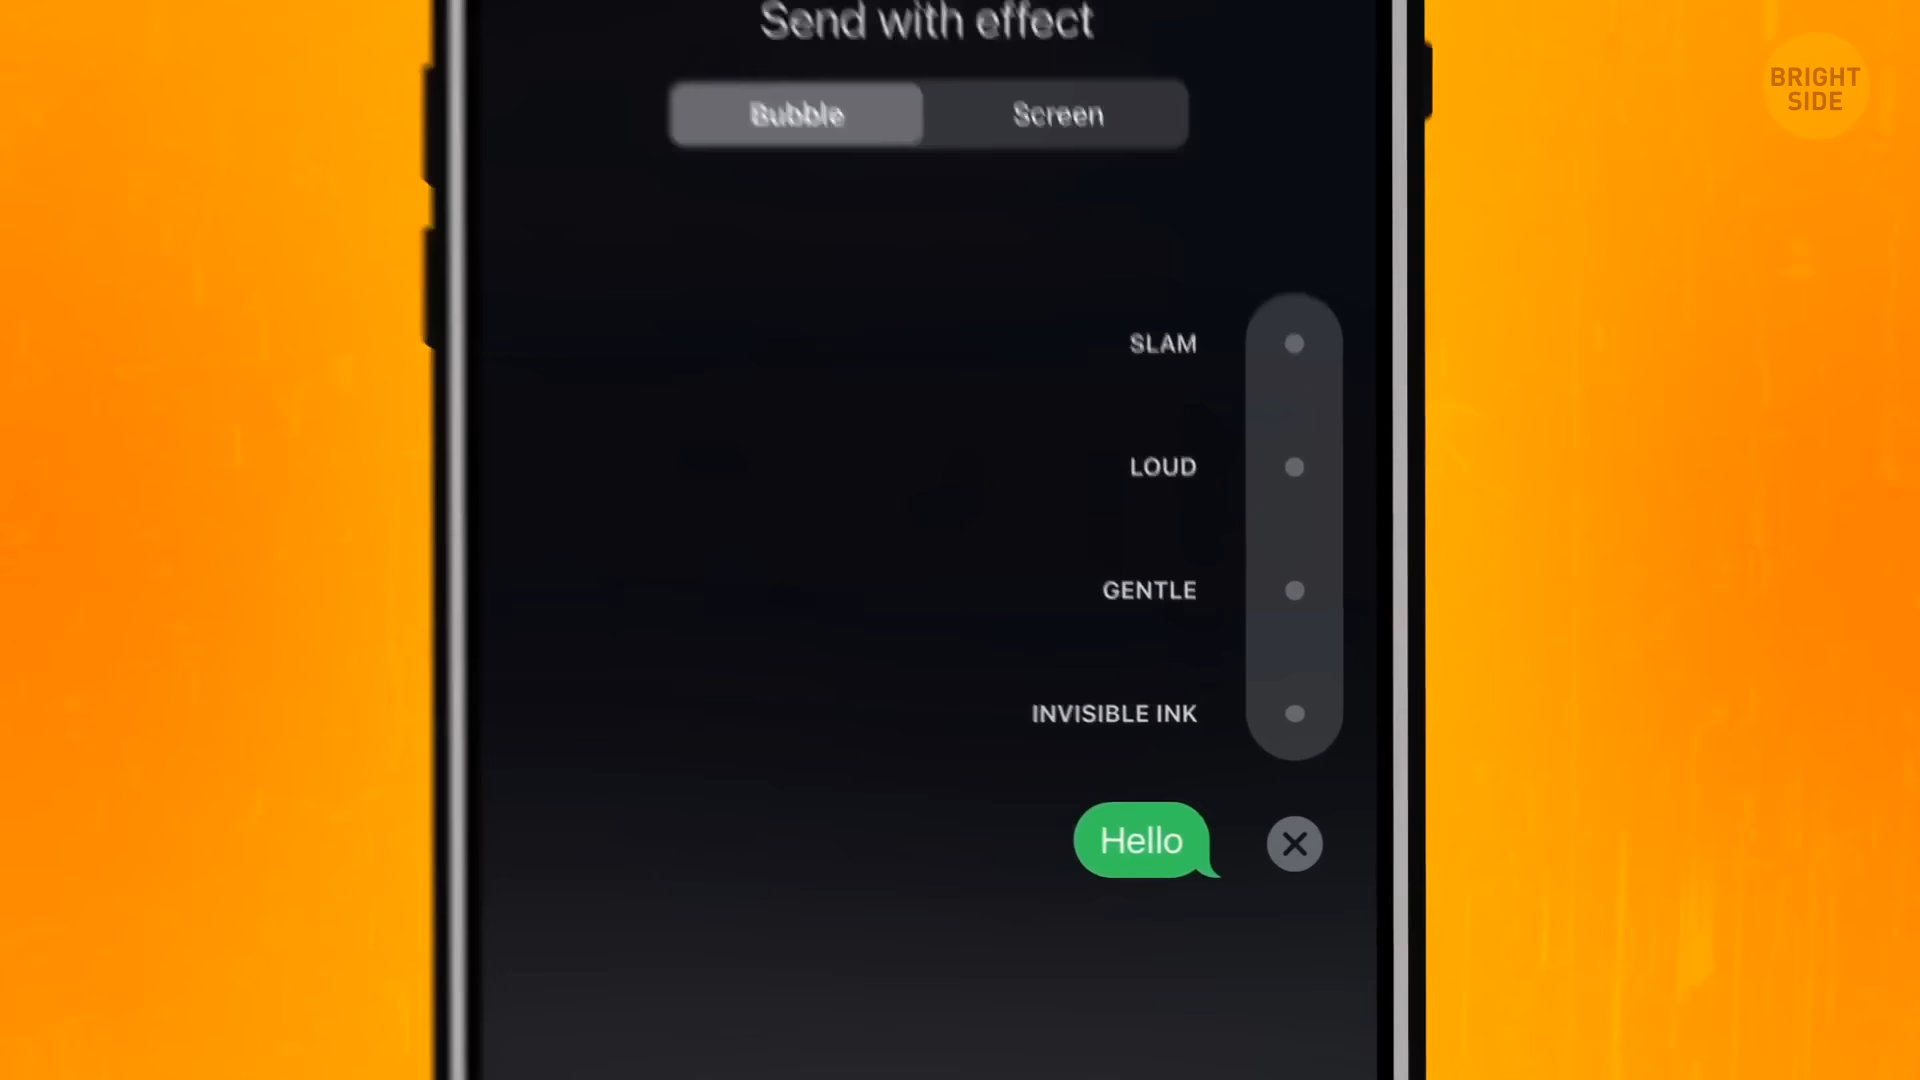 Send with effect
BRIGHT
SIDE
Bubble
Screen
SLAM
LOUD
GENTLE
INVISIBLE INK
Hello